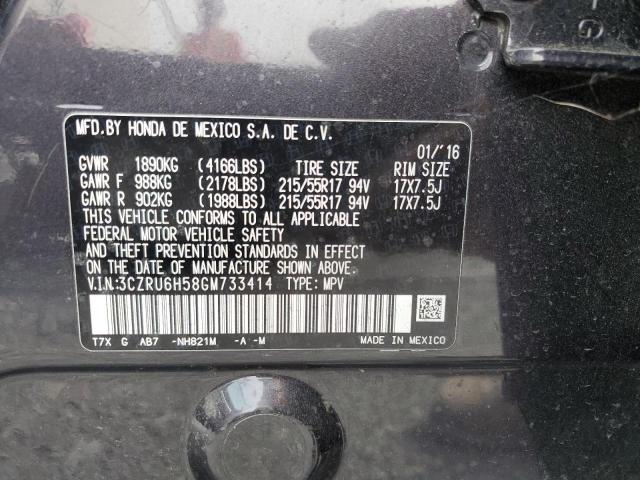 MFD.BY HONDA DE MEXICO S.A. DE C.V.
01/'16
GVWR 1890KG (4166LBS) TIRE SIZE RIM SIZE
GAWR F 988KG (2178LBS) 215/55R17 94V 17X7.5J
GAWR R 902KG (1988LBS) 215/55R17 94V 17X7.5J
THIS VEHICLE CONFORMS TO ALL APPLICABLE
FEDERAL MOTOR VEHICLE SAFETY
AND THEFT PREVENTION STANDARDS IN EFFECT
ON THE DATE OF MANUFACTURE SHOWN ABOVE.
V.I.N:3CZRU6H58GM733414 TYPE: MPV
T7X G AB7 -NH821M -A -M MADE IN MEXICO